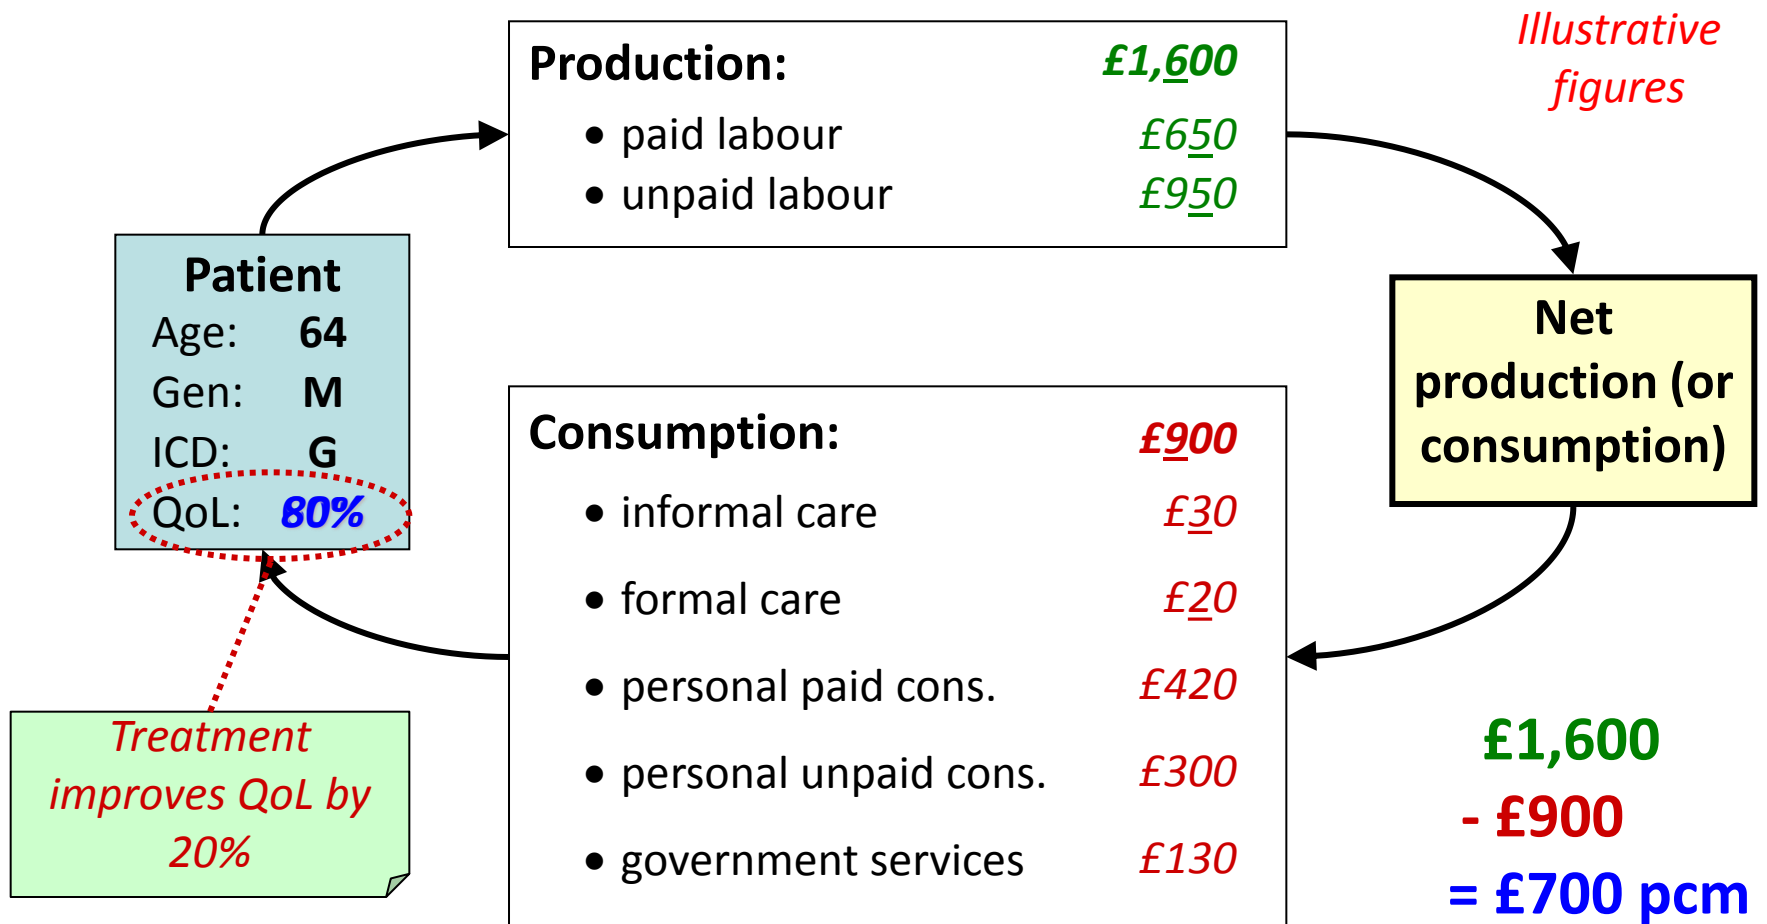 Illustrative
figures
Production: £1,600
• paid labour £650
• unpaid labour £950
Patient
Age: 64
Gen: M
ICD: G
QoL: 80%
Net
production (or
consumption)
Consumption: £900
• informal care £30
• formal care £20
• personal paid cons. £420
• personal unpaid cons. £300
• government services £130
Treatment
improves QoL by
20%
£1,600
- £900
= £700 pcm